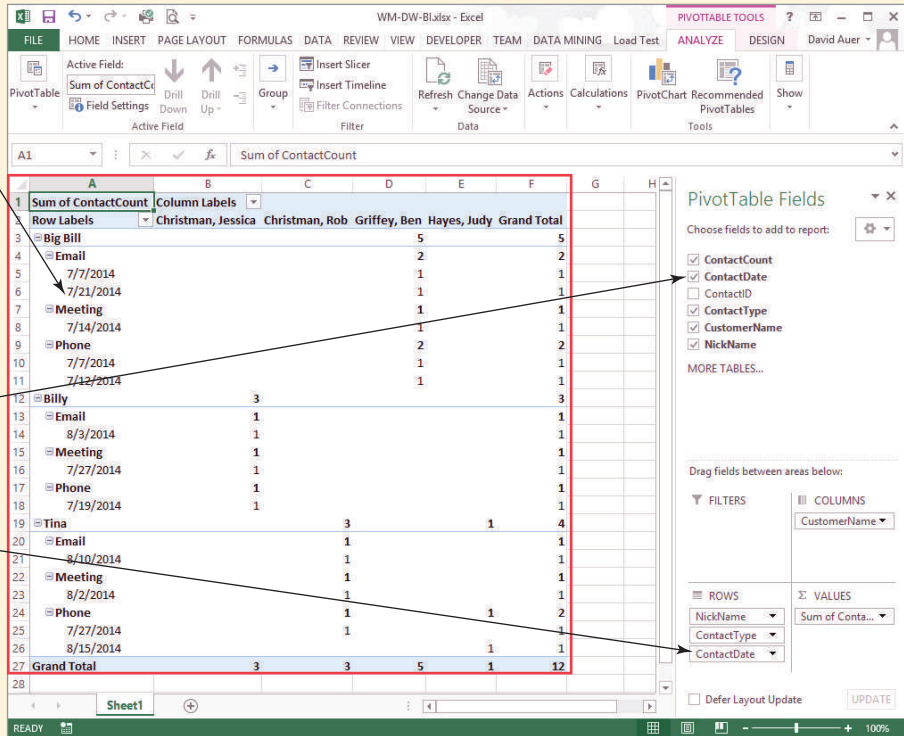 WM-DW-BI.xlsx - Excel
PIVOTTABLE TOOLS
?
FILE HOME INSERT PAGE LAYOUT FORMULAS DATA REVIEW VIEW DEVELOPER TEAM DATA MINING Load Test ANALYZE DESIGN David Auer
PivotTable
Active Field:
Sum of ContactCo
Field Settings
Drill Down
Drill Up
Active Field
Group
Insert Slicer
Insert Timeline
Filter Connections
Filter
Refresh
Change Data Source
Data
Actions
Calculations
PivotChart
Recommended PivotTables
Tools
Show
A1 fx Sum of ContactCount
A B C D E F G H
1 Sum of ContactCount Column Labels
2 Row Labels Christman, Jessica Christman, Rob Griffey, Ben Hayes, Judy Grand Total
3 Big Bill 5 5
4 Email 2 2
5 7/7/2014 1 1
6 7/21/2014 1 1
7 Meeting 1 1
8 7/14/2014 1 1
9 Phone 2 2
10 7/7/2014 1 1
11 7/12/2014 1 1
12 Billy 3 3
13 Email 1 1
14 8/3/2014 1 1
15 Meeting 1 1
16 7/27/2014 1 1
17 Phone 1 1
18 7/19/2014 1 1
19 Tina 3 1 4
20 Email 1 1
21 8/10/2014 1 1
22 Meeting 1 1
23 8/2/2014 1 1
24 Phone 1 1 2
25 7/27/2014 1 1
26 8/15/2014 1 1
27 Grand Total 3 3 5 1 12
28
Sheet1
READY
100%
PivotTable Fields
Choose fields to add to report:
ContactCount
ContactDate
ContactID
ContactType
CustomerName
NickName
MORE TABLES...
Drag fields between areas below:
FILTERS
COLUMNS
CustomerName
ROWS
NickName
ContactType
ContactDate
Σ VALUES
Sum of Conta...
Defer Layout Update
UPDATE